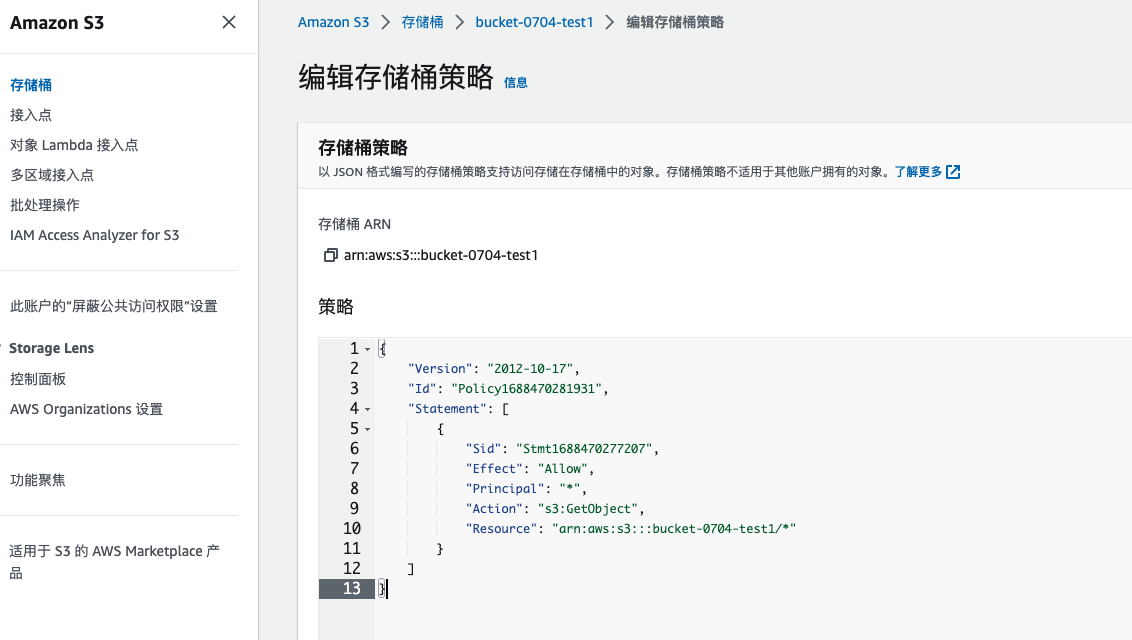 Amazon S3
存储桶
接入点
对象 Lambda 接入点
多区域接入点
批处理操作
IAM Access Analyzer for S3
此账户的“屏蔽公共访问权限”设置
Storage Lens
控制面板
AWS Organizations 设置
功能聚焦
适用于 S3 的 AWS Marketplace 产
品
Amazon S3 > 存储桶 > bucket-0704-test1 > 编辑存储桶策略
编辑存储桶策略 信息
存储桶策略
以 JSON 格式编写的存储桶策略支持访问存储在存储桶中的对象。存储桶策略不适用于其他账户拥有的对象。了解更多
存储桶 ARN
arn:aws:s3:::bucket-0704-test1
策略
1 {
2 "Version": "2012-10-17",
3 "Id": "Policy1688470281931",
4 "Statement": [
5 {
6 "Sid": "Stmt1688470277207",
7 "Effect": "Allow",
8 "Principal": "*",
9 "Action": "s3:GetObject",
10 "Resource": "arn:aws:s3:::bucket-0704-test1/*"
11 }
12 ]
13 }